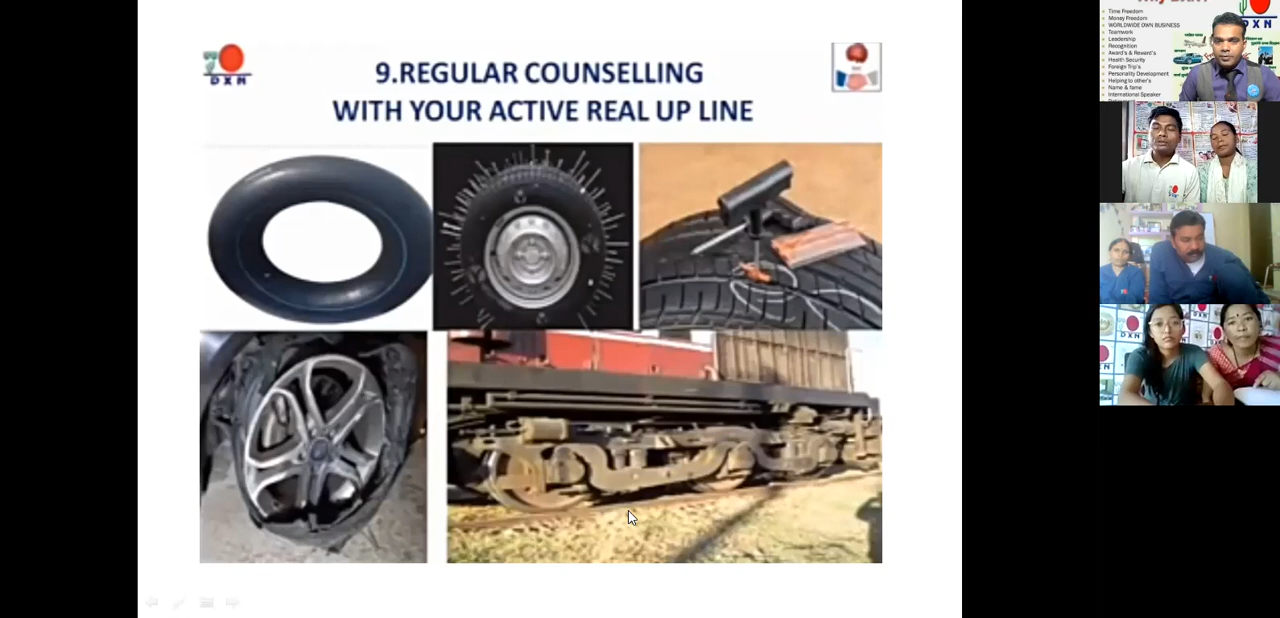 DXN
9.REGULAR COUNSELLING
WITH YOUR ACTIVE REAL UP LINE
Time Freedom
Money Freedom
WORLDWIDE OWN BUSINESS
Teamwork
Leadership
Recognition
Award's & Reward's
Health Security
Foreign Trip's
Personality Development
Helping to other's
Name & fame
International Speaker
DXN
DXN